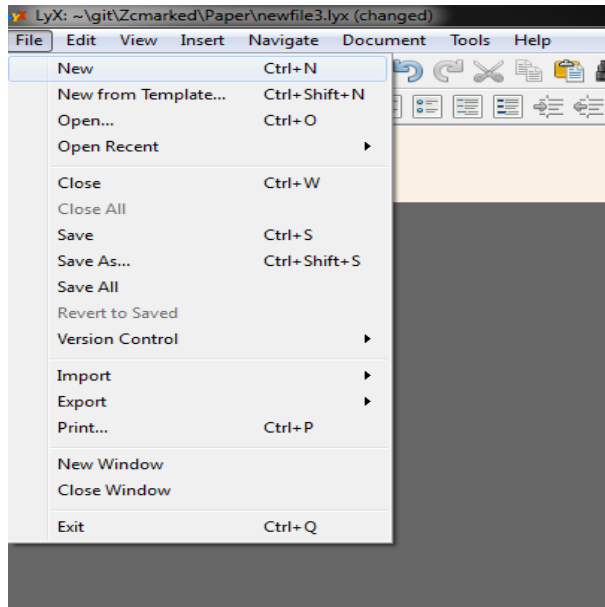 LyX: ~\git\Zcmarked\Paper\newfile3.lyx (changed)
File Edit View Insert Navigate Document Tools Help
New Ctrl+N
New from Template... Ctrl+Shift+N
Open... Ctrl+O
Open Recent
Close Ctrl+W
Close All
Save Ctrl+S
Save As... Ctrl+Shift+S
Save All
Revert to Saved
Version Control
Import
Export
Print... Ctrl+P
New Window
Close Window
Exit Ctrl+Q